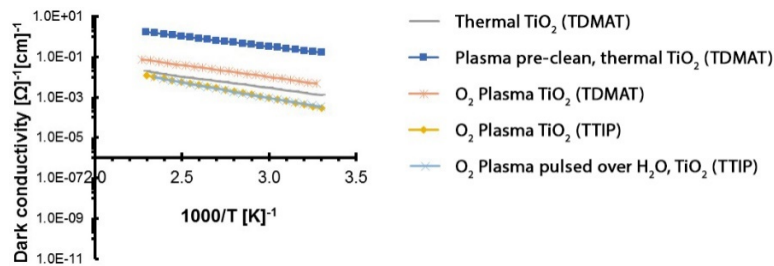 1.0E+01
1.0E-01
1.0E-03
1.0E-05
1.0E-07
1.0E-09
1.0E-11
2.0 2.5 3.0 3.5
1000/T [K]⁻¹
Dark conductivity [Ω]⁻¹[cm]⁻¹
Thermal TiO₂ (TDMAT)
Plasma pre-clean, thermal TiO₂ (TDMAT)
O₂ Plasma TiO₂ (TDMAT)
O₂ Plasma TiO₂ (TTIP)
O₂ Plasma pulsed over H₂O, TiO₂ (TTIP)